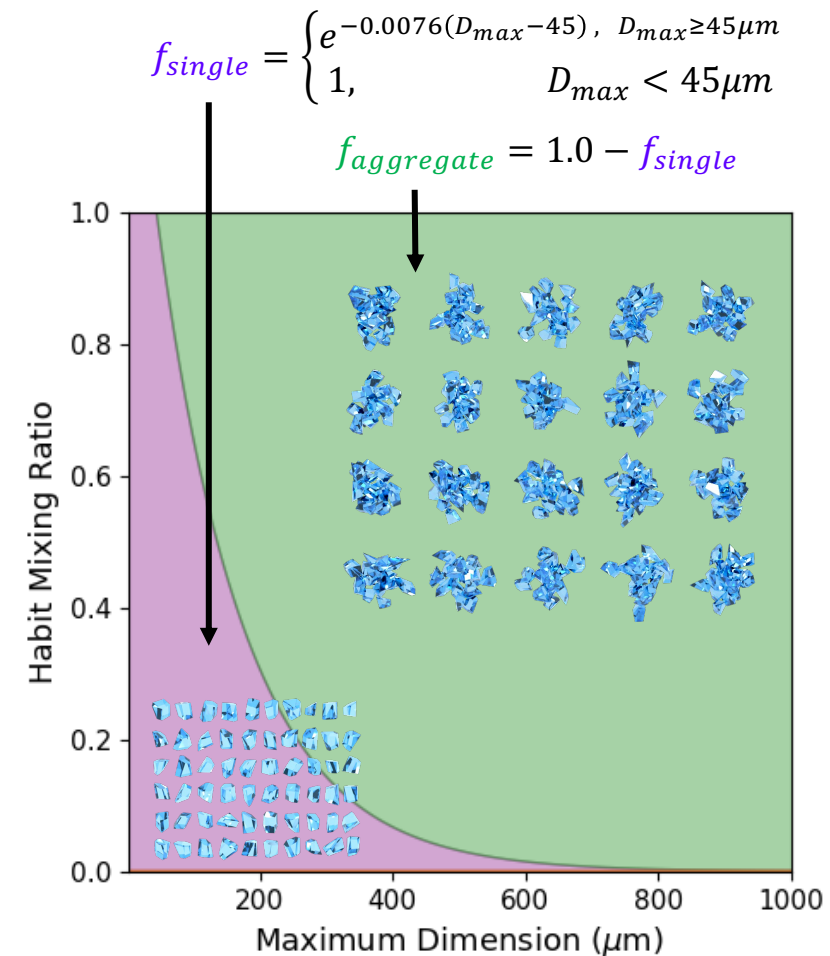 f_single = { e^{-0.0076(D_max−45)}, D_max≥45μm
1, D_max < 45μm
f_aggregate = 1.0 − f_single
1.0
0.8
0.6
0.4
0.2
0.0
Habit Mixing Ratio
200 400 600 800 1000
Maximum Dimension (μm)